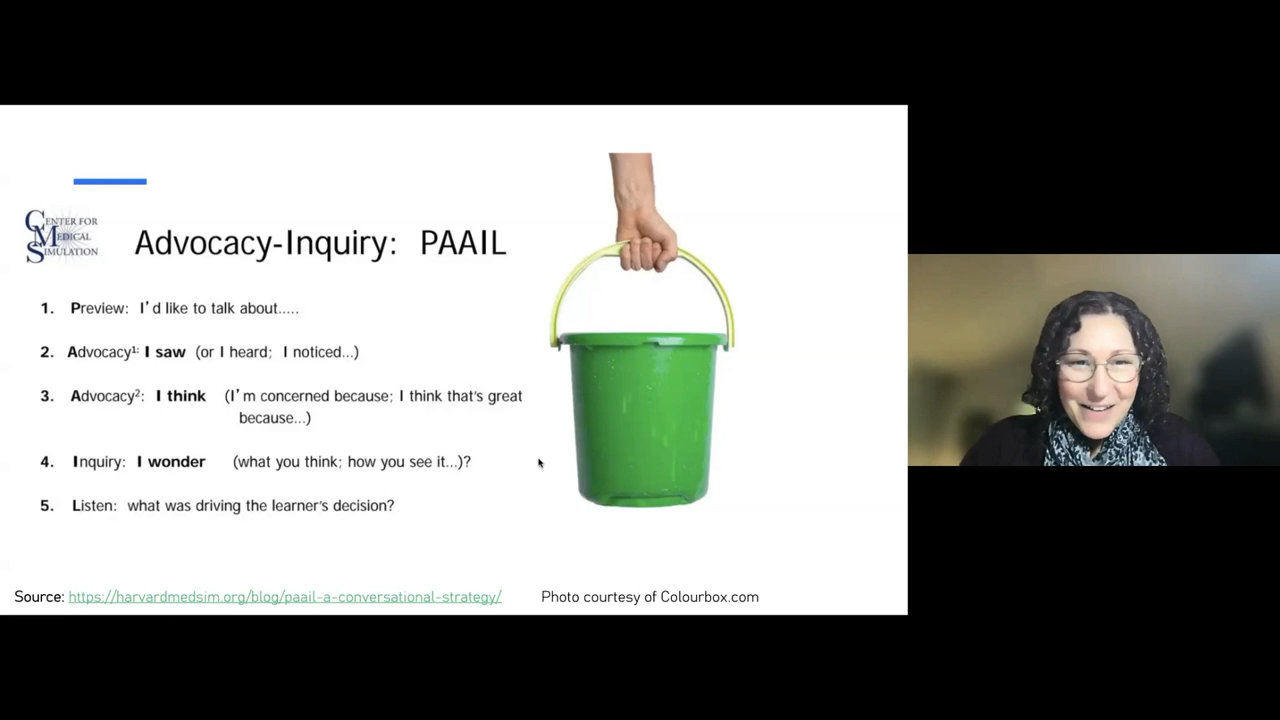 CENTER FOR
MEDICAL
SIMULATION
Advocacy-Inquiry: PAAIL
1. Preview: I'd like to talk about.....
2. Advocacy¹: I saw (or I heard; I noticed...)
3. Advocacy²: I think (I'm concerned because; I think that's great
because...)
4. Inquiry: I wonder (what you think; how you see it...)?
5. Listen: what was driving the learner's decision?
Source: https://harvardmedsim.org/blog/paail-a-conversational-strategy/ Photo courtesy of Colourbox.com